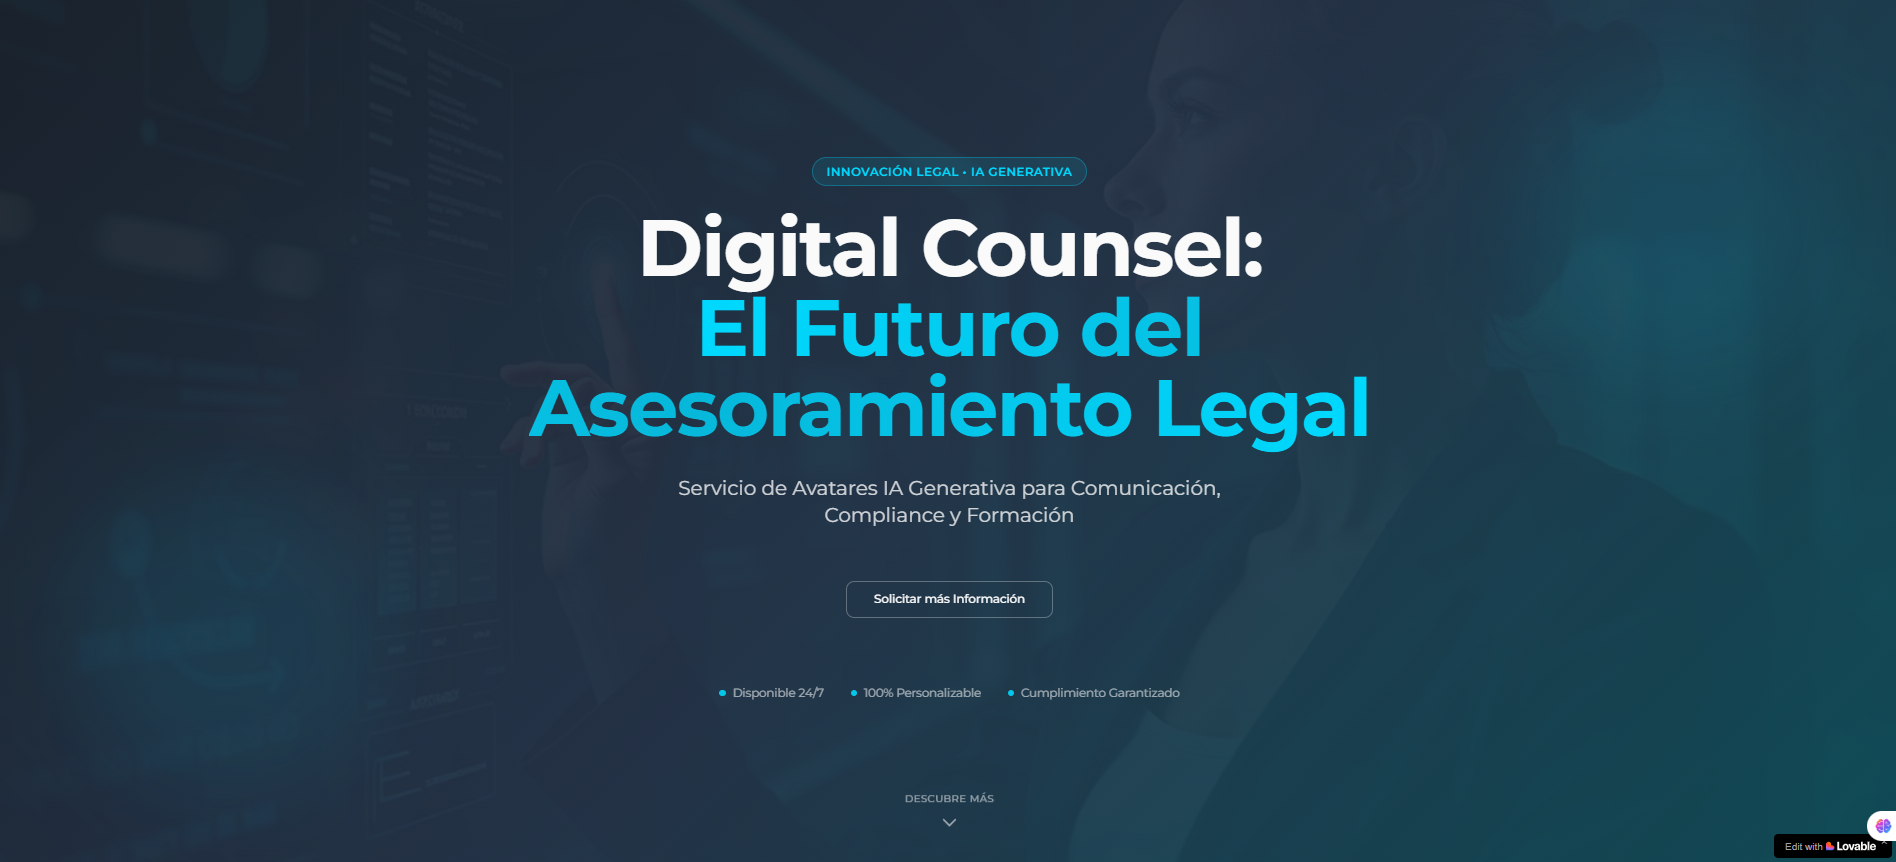 INNOVACIÓN LEGAL • IA GENERATIVA
Digital Counsel:
El Futuro del
Asesoramiento Legal
Servicio de Avatares IA Generativa para Comunicación,
Compliance y Formación
Solicitar más Información
Disponible 24/7
100% Personalizable
Cumplimiento Garantizado
DESCUBRE MÁS
Edit with Lovable